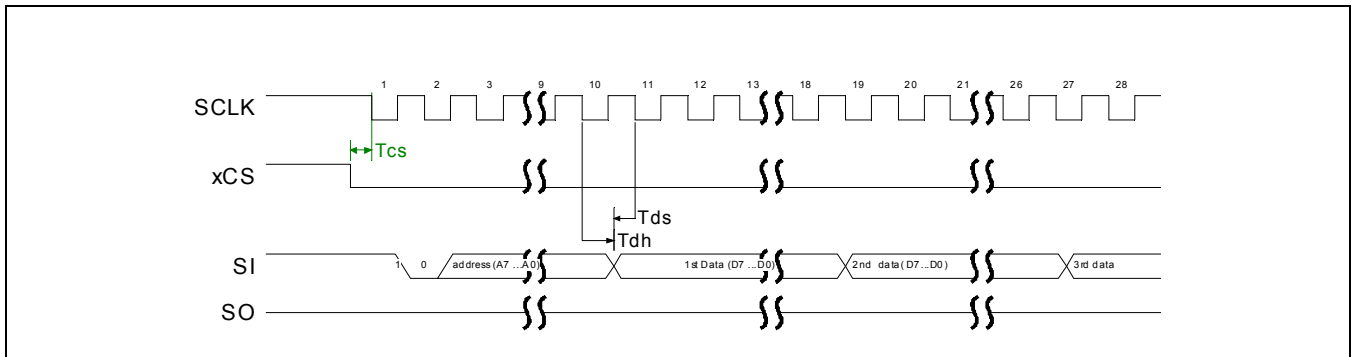 1 2 3 9 10 11 12 13 18 19 20 21 26 27 28
SCLK
Tcs
xCS
Tds
Tdh
SI 1 0 address(A7 ...A0) 1st Data (D7 ...D0) 2nd data( D7...D0) 3rd data
SO